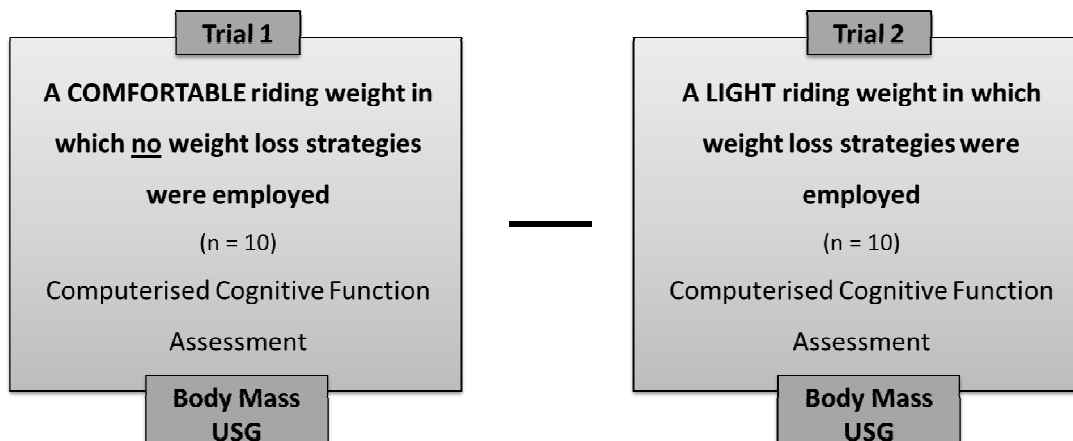 Trial 1
A COMFORTABLE riding weight in
which no weight loss strategies
were employed
(n = 10)
Computerised Cognitive Function
Assessment
Body Mass
USG
Trial 2
A LIGHT riding weight in which
weight loss strategies were
employed
(n = 10)
Computerised Cognitive Function
Assessment
Body Mass
USG